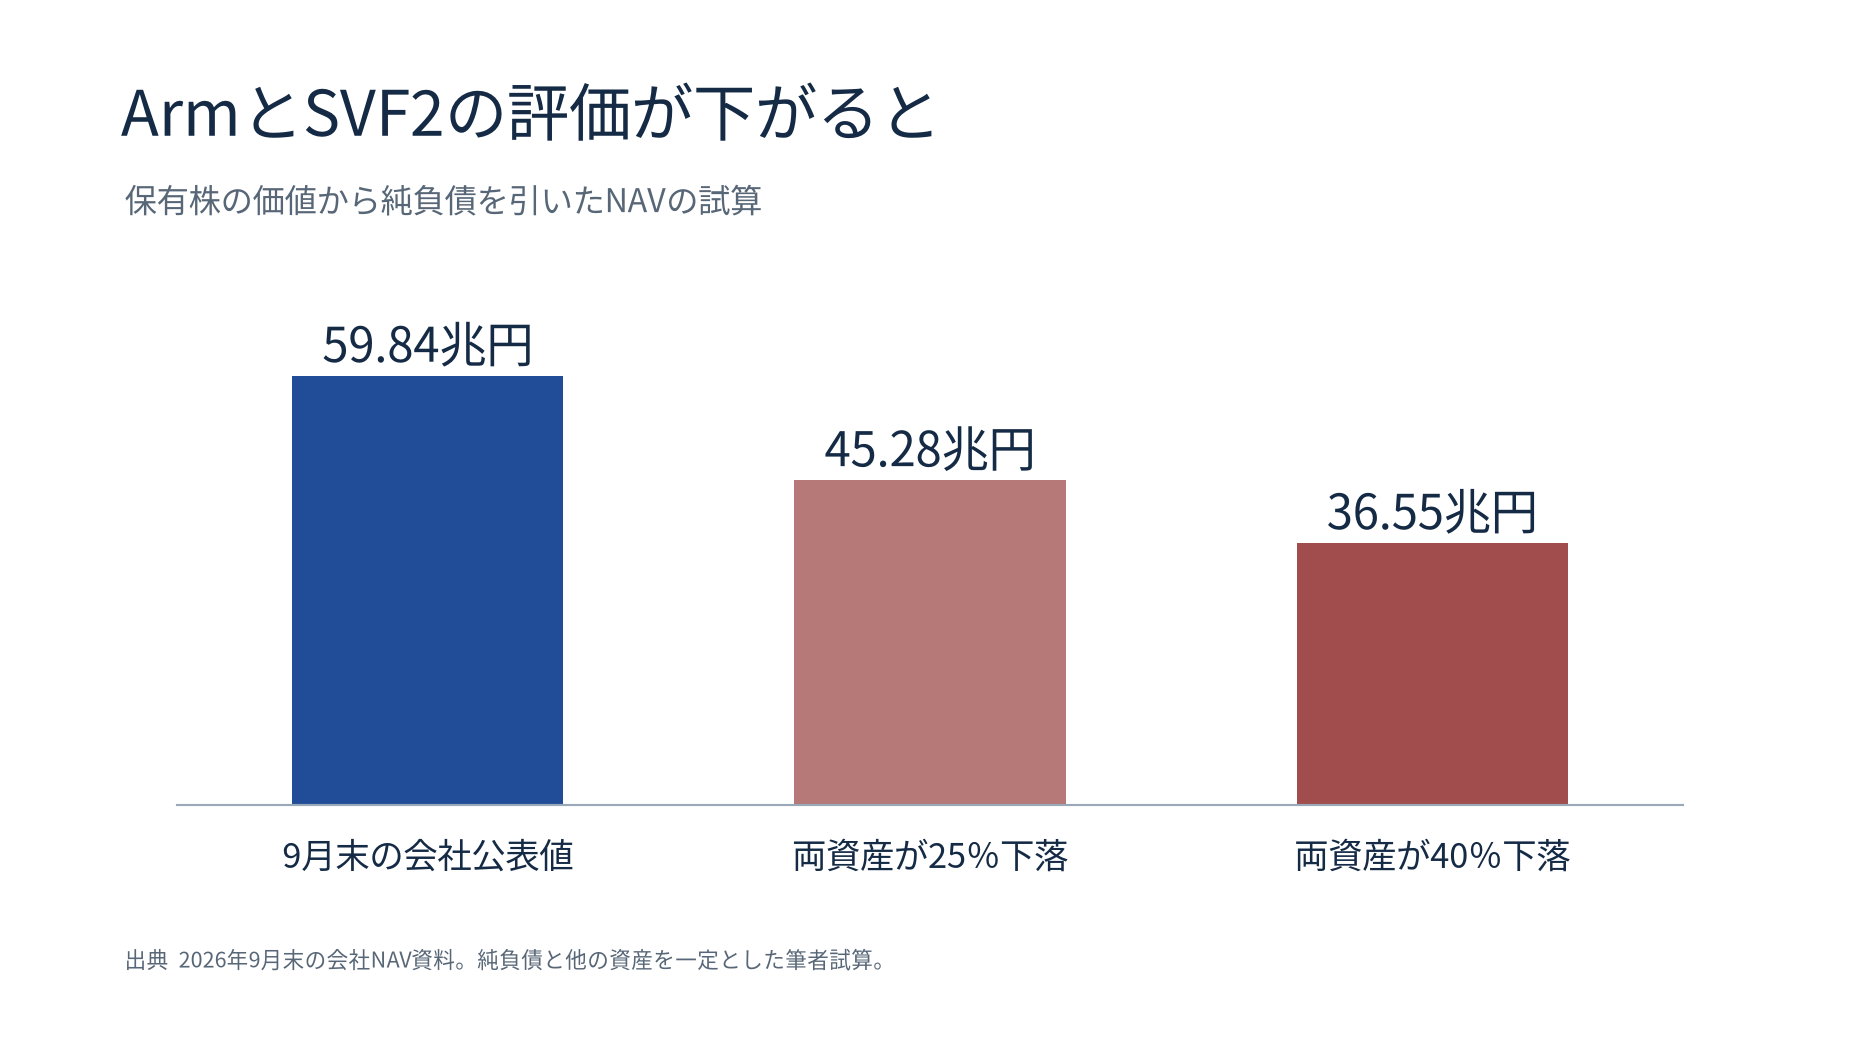 ArmとSVF2の評価が下がると
保有株の価値から純負債を引いたNAVの試算
59.84兆円
45.28兆円
36.55兆円
9月末の会社公表値
両資産が25%下落
両資産が40%下落
出典 2026年9月末の会社NAV資料。純負債と他の資産を一定とした筆者試算。